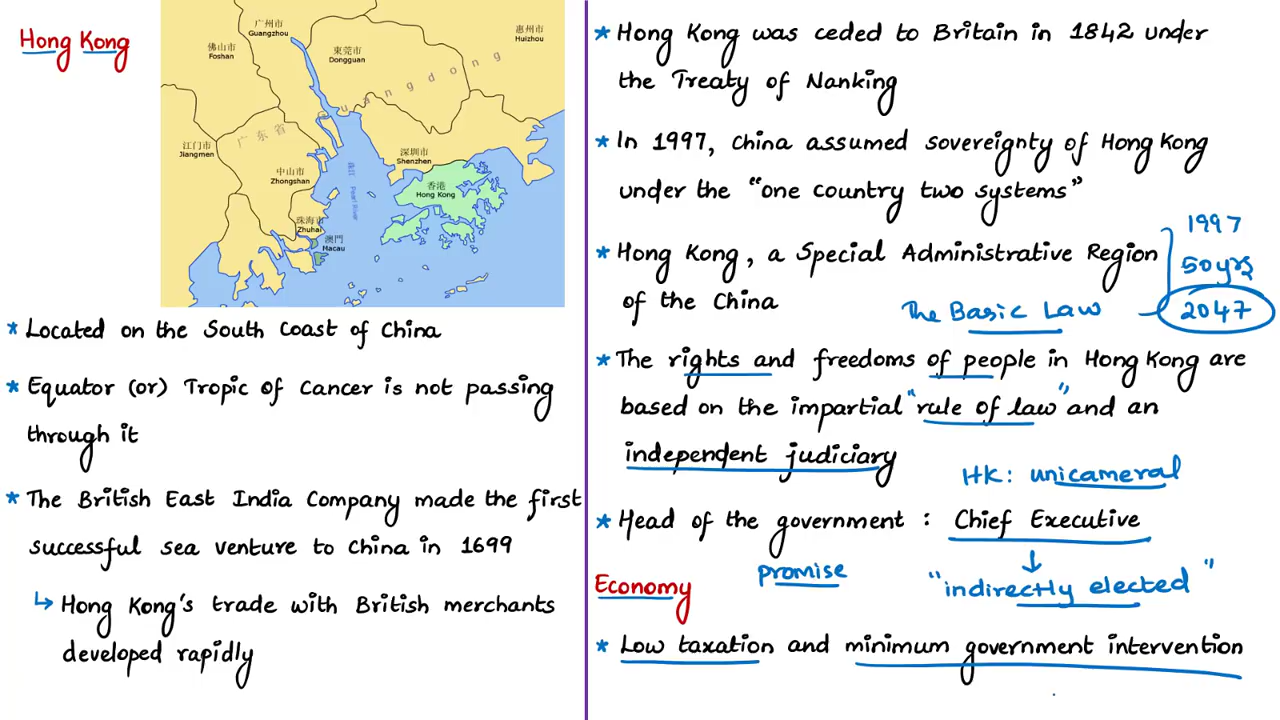 Hong Kong
广州市
Guangzhou
惠州市
Huizhou
佛山市
Foshan
東莞市
Dongguan
uangdong
广东省
江门市
Jiangmen
深圳市
Shenzhen
中山市
Zhongshan
香港
Hong Kong
Pearl River
珠海市
Zhuhai
澳門
Macau
* Located on the South Coast of China
* Equator (or) Tropic of Cancer is not passing
through it
* The British East India Company made the first
successful sea venture to China in 1699
↳ Hong Kong's trade with British merchants
developed rapidly
* Hong Kong was ceded to Britain in 1842 under
the Treaty of Nanking
* In 1997, China assumed sovereignty of Hong Kong
under the "one country two systems"
1997
50 yrs
2047
* Hong Kong, a Special Administrative Region
of the China
The Basic Law
* The rights and freedoms of people in Hong Kong are
based on the impartial "rule of law" and an
independent judiciary
HK: unicameral
* Head of the government : Chief Executive
promise
"indirectly elected"
Economy
* Low taxation and minimum government intervention